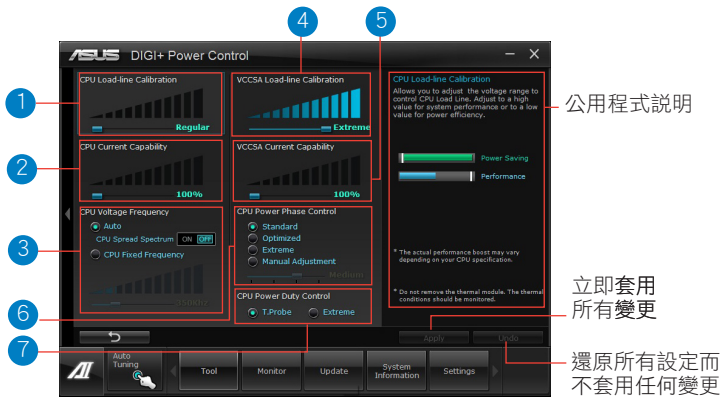 4
5
ASUS DIGI+ Power Control
1
CPU Load-line Calibration
Regular
VCCSA Load-line Calibration
Extreme
2
CPU Current Capability
100%
VCCSA Current Capability
100%
3
CPU Voltage Frequency
Auto
CPU Spread Spectrum ON OFF
CPU Fixed Frequency
350KHz
6
CPU Power Phase Control
Standard
Optimized
Extreme
Manual Adjustment
Medium
7
CPU Power Duty Control
T.Probe Extreme
CPU Load-line Calibration
Allows you to adjust the voltage range to
control CPU Load Line. Adjust to a high
value for system performance or to a low
value for power efficiency.
Power Saving
Performance
* The actual performance boost may vary
depending on your CPU specification.
* Do not remove the thermal module. The thermal
conditions should be monitored.
公用程式說明
立即套用
所有變更
Apply Undo
還原所有設定而
不套用任何變更
AI
Auto
Tuning
Tool
Monitor
Update
System
Information
Settings